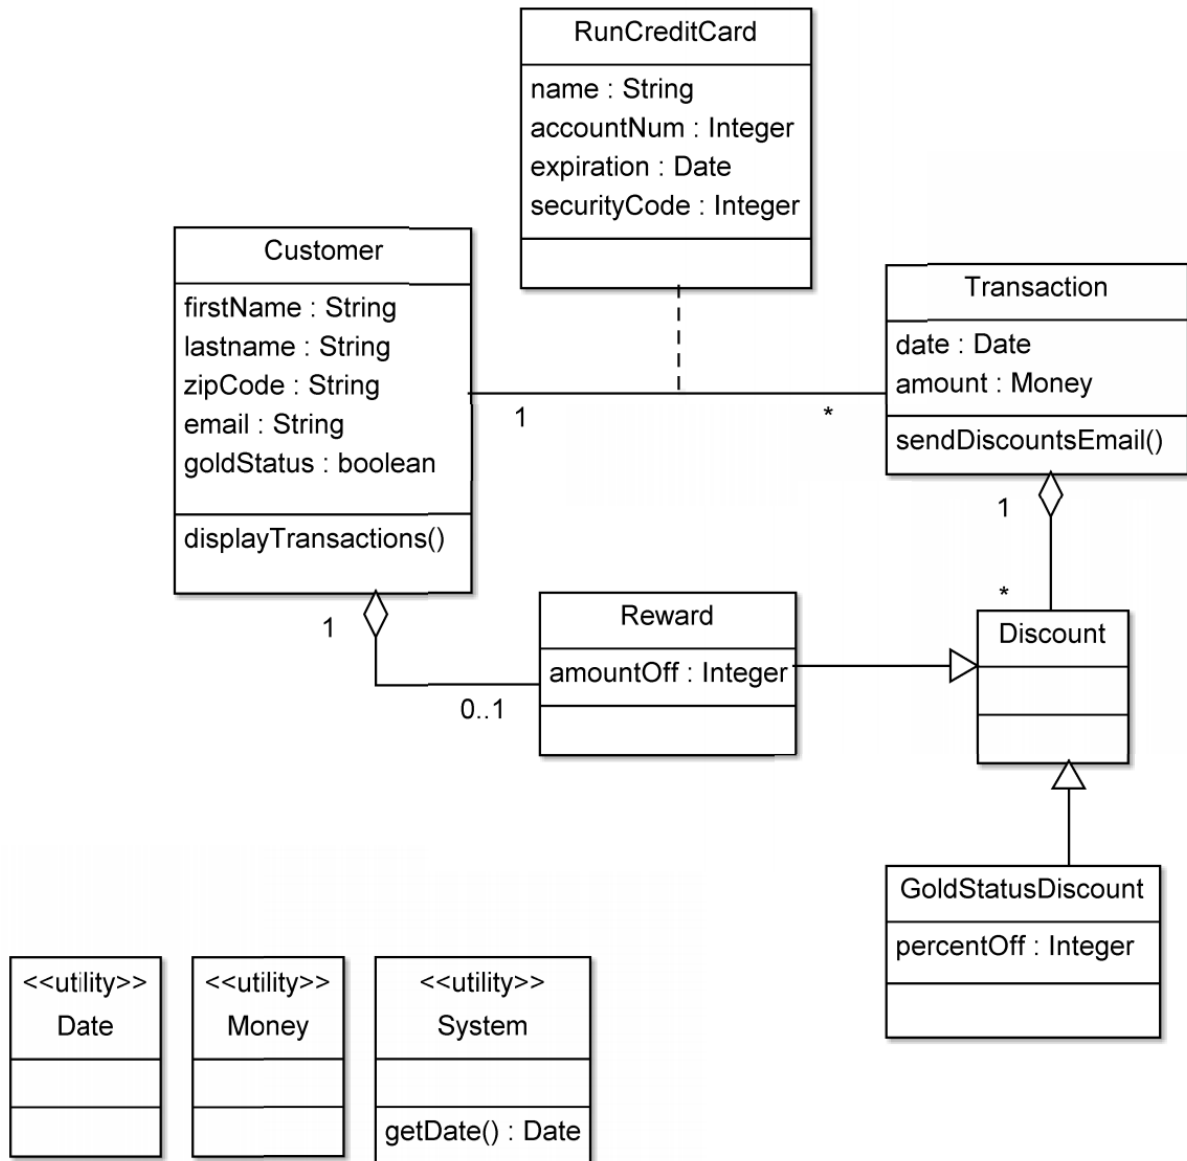 RunCreditCard
name : String
accountNum : Integer
expiration : Date
securityCode : Integer
Customer
firstName : String
lastname : String
zipCode : String
email : String
goldStatus : boolean
displayTransactions()
Transaction
date : Date
amount : Money
sendDiscountsEmail()
1
*
1
*
1
0..1
Reward
amountOff : Integer
Discount
GoldStatusDiscount
percentOff : Integer
<<utility>>
Date
<<utility>>
Money
<<utility>>
System
getDate() : Date